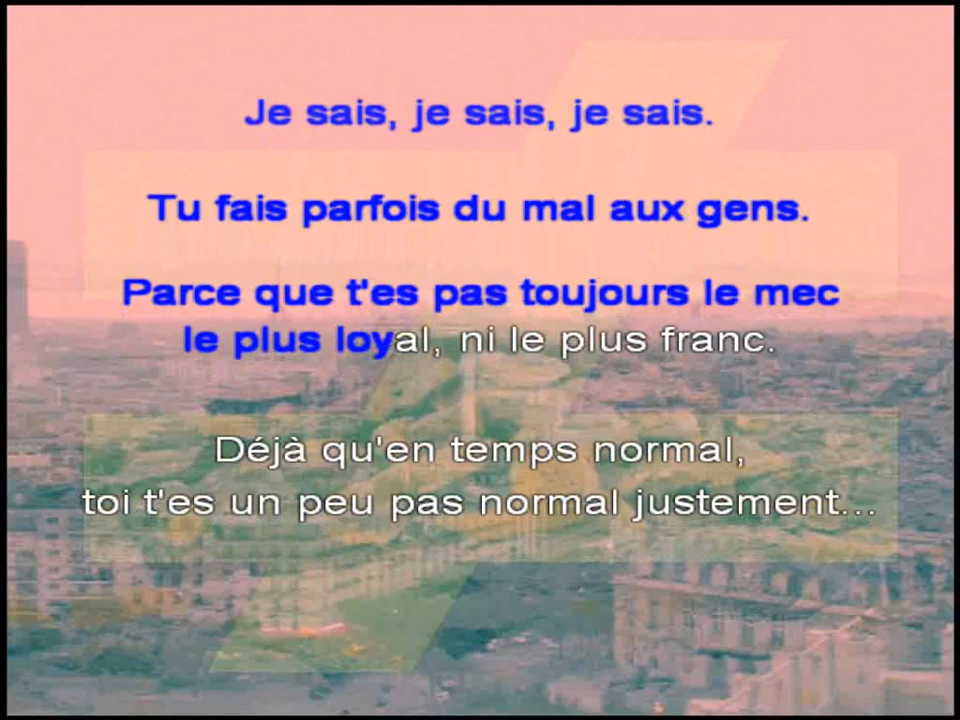 Je sais, je sais, je sais.
Tu fais parfois du mal aux gens.
Parce que t'es pas toujours le mec
le plus loyal, ni le plus franc.
Déjà qu'en temps normal,
toi t'es un peu pas normal justement...